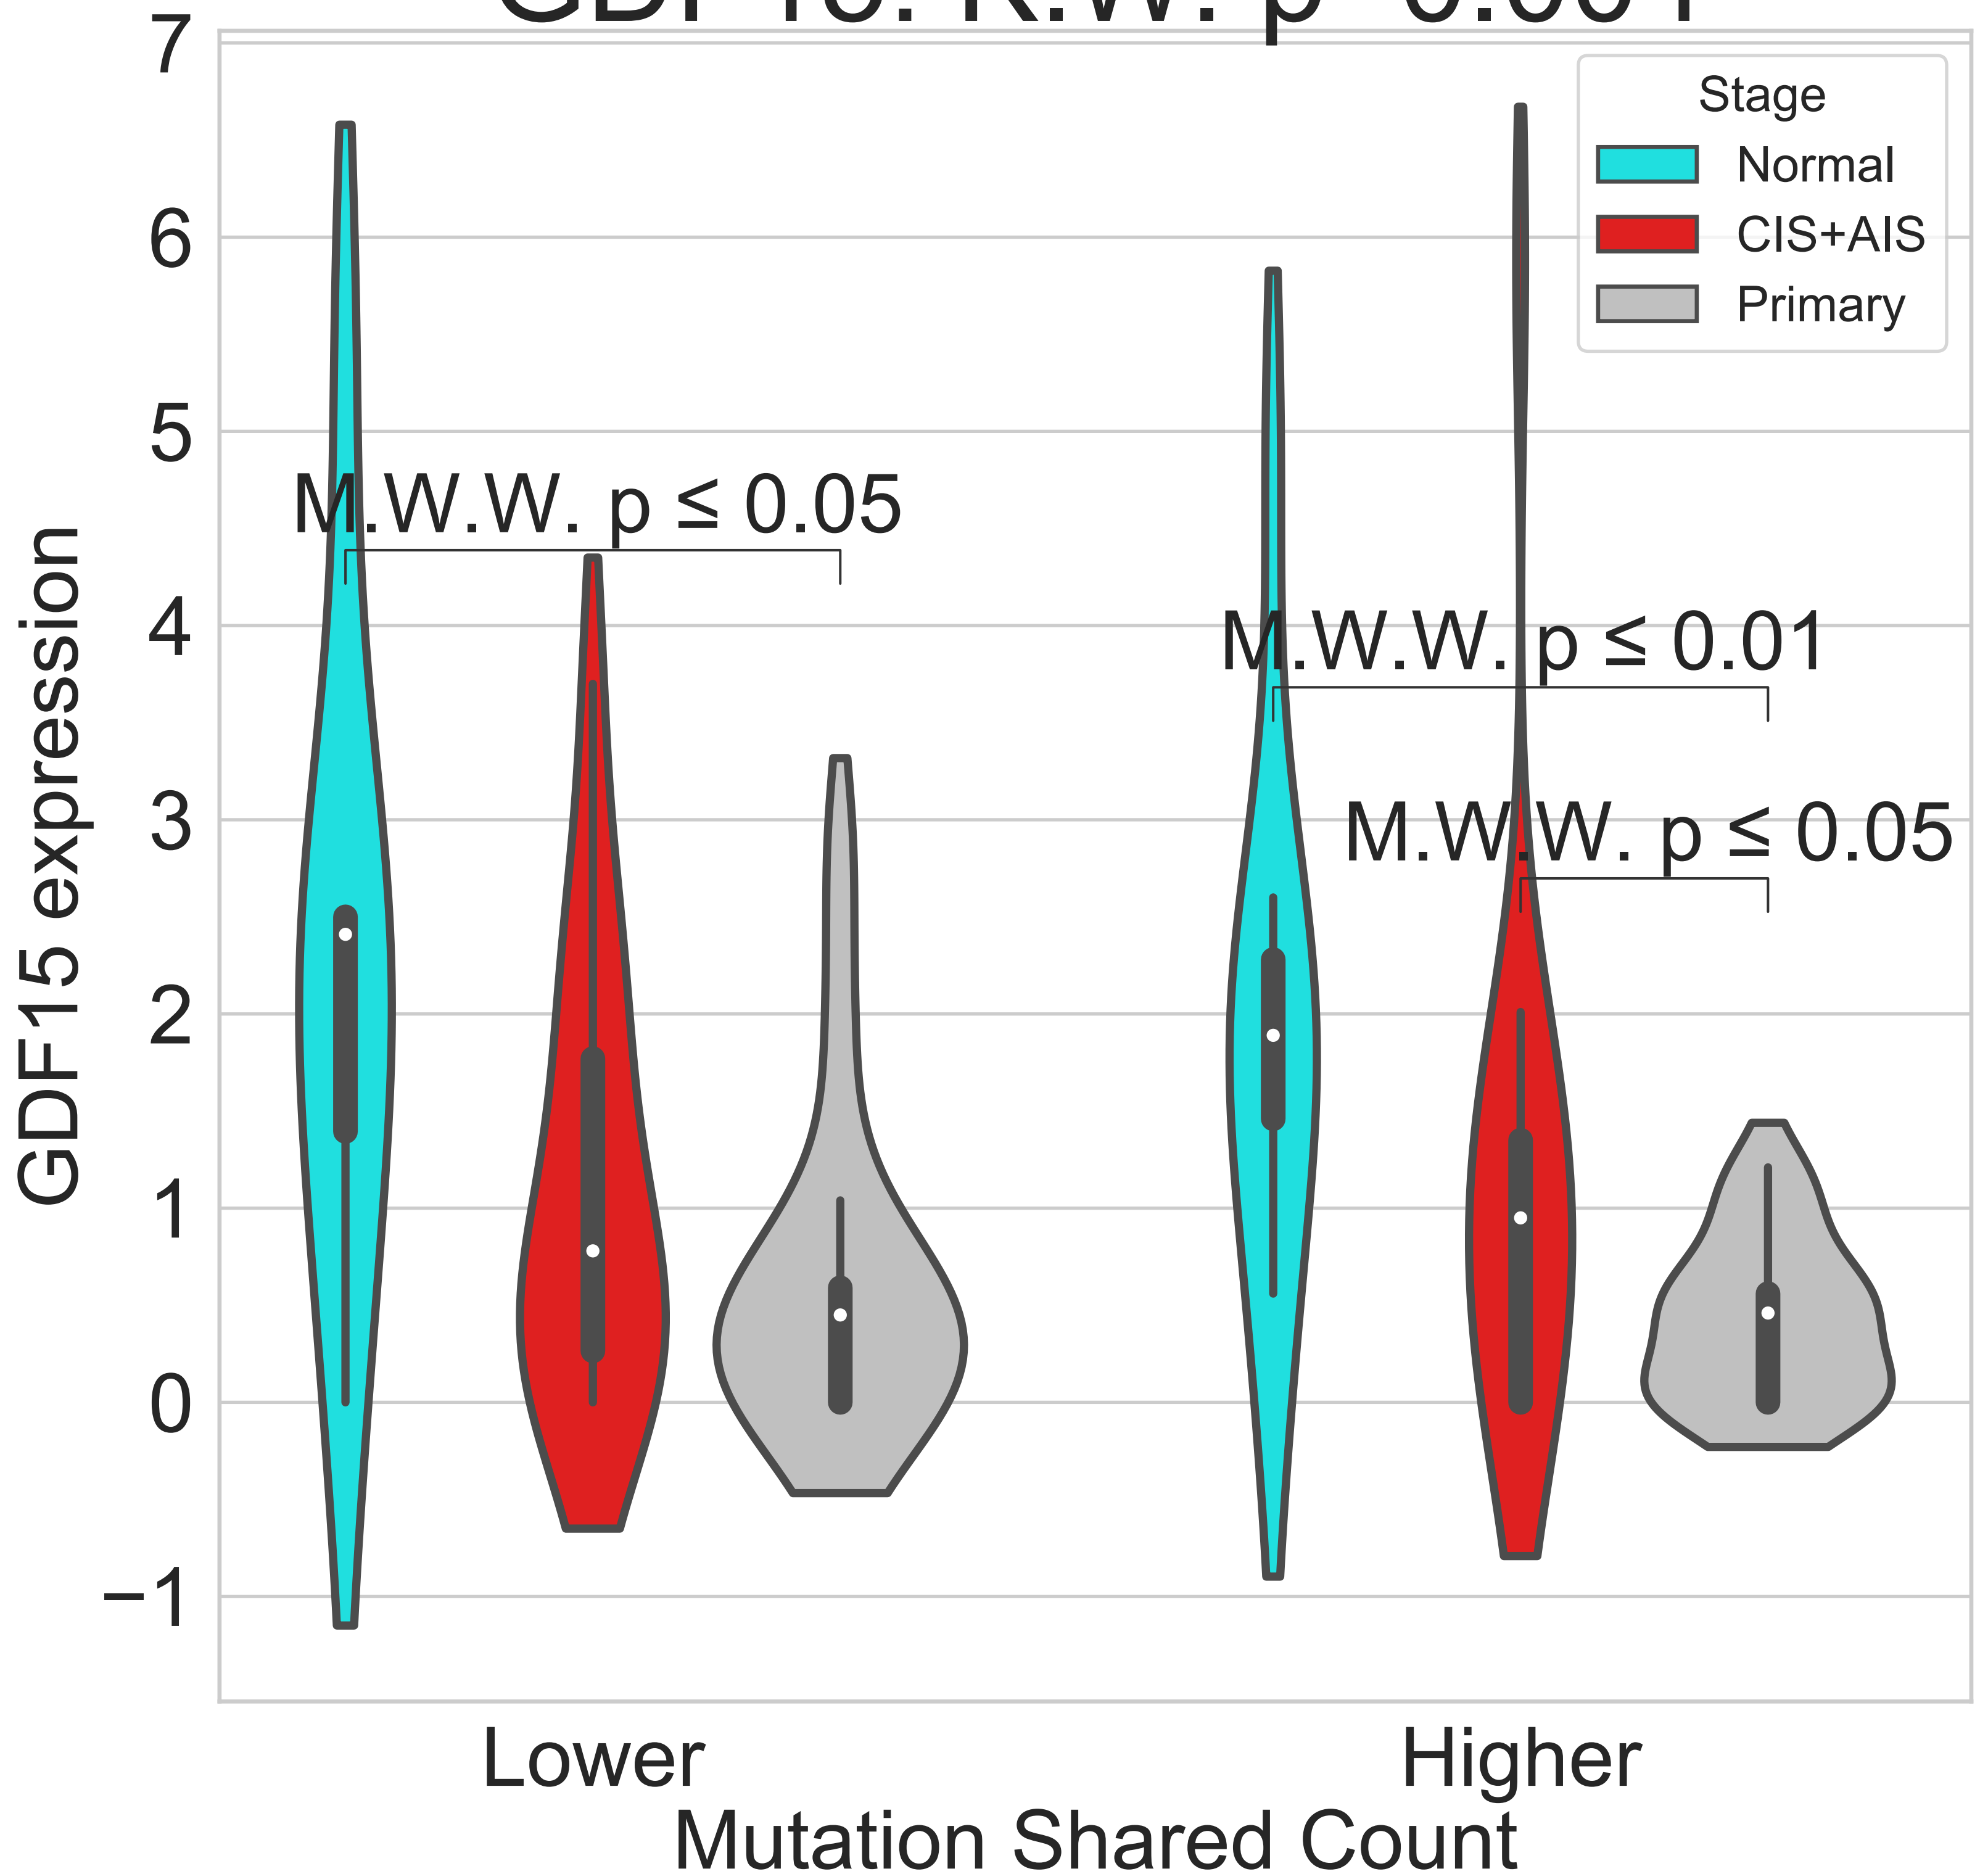 7
6
5
4
3
2
1
0
−1
GDF15 expression
Stage
Normal
CIS+AIS
Primary
M.W.W. p ≤ 0.05
M.W.W. p ≤ 0.01
M.W.W. p ≤ 0.05
Lower
Higher
Mutation Shared Count